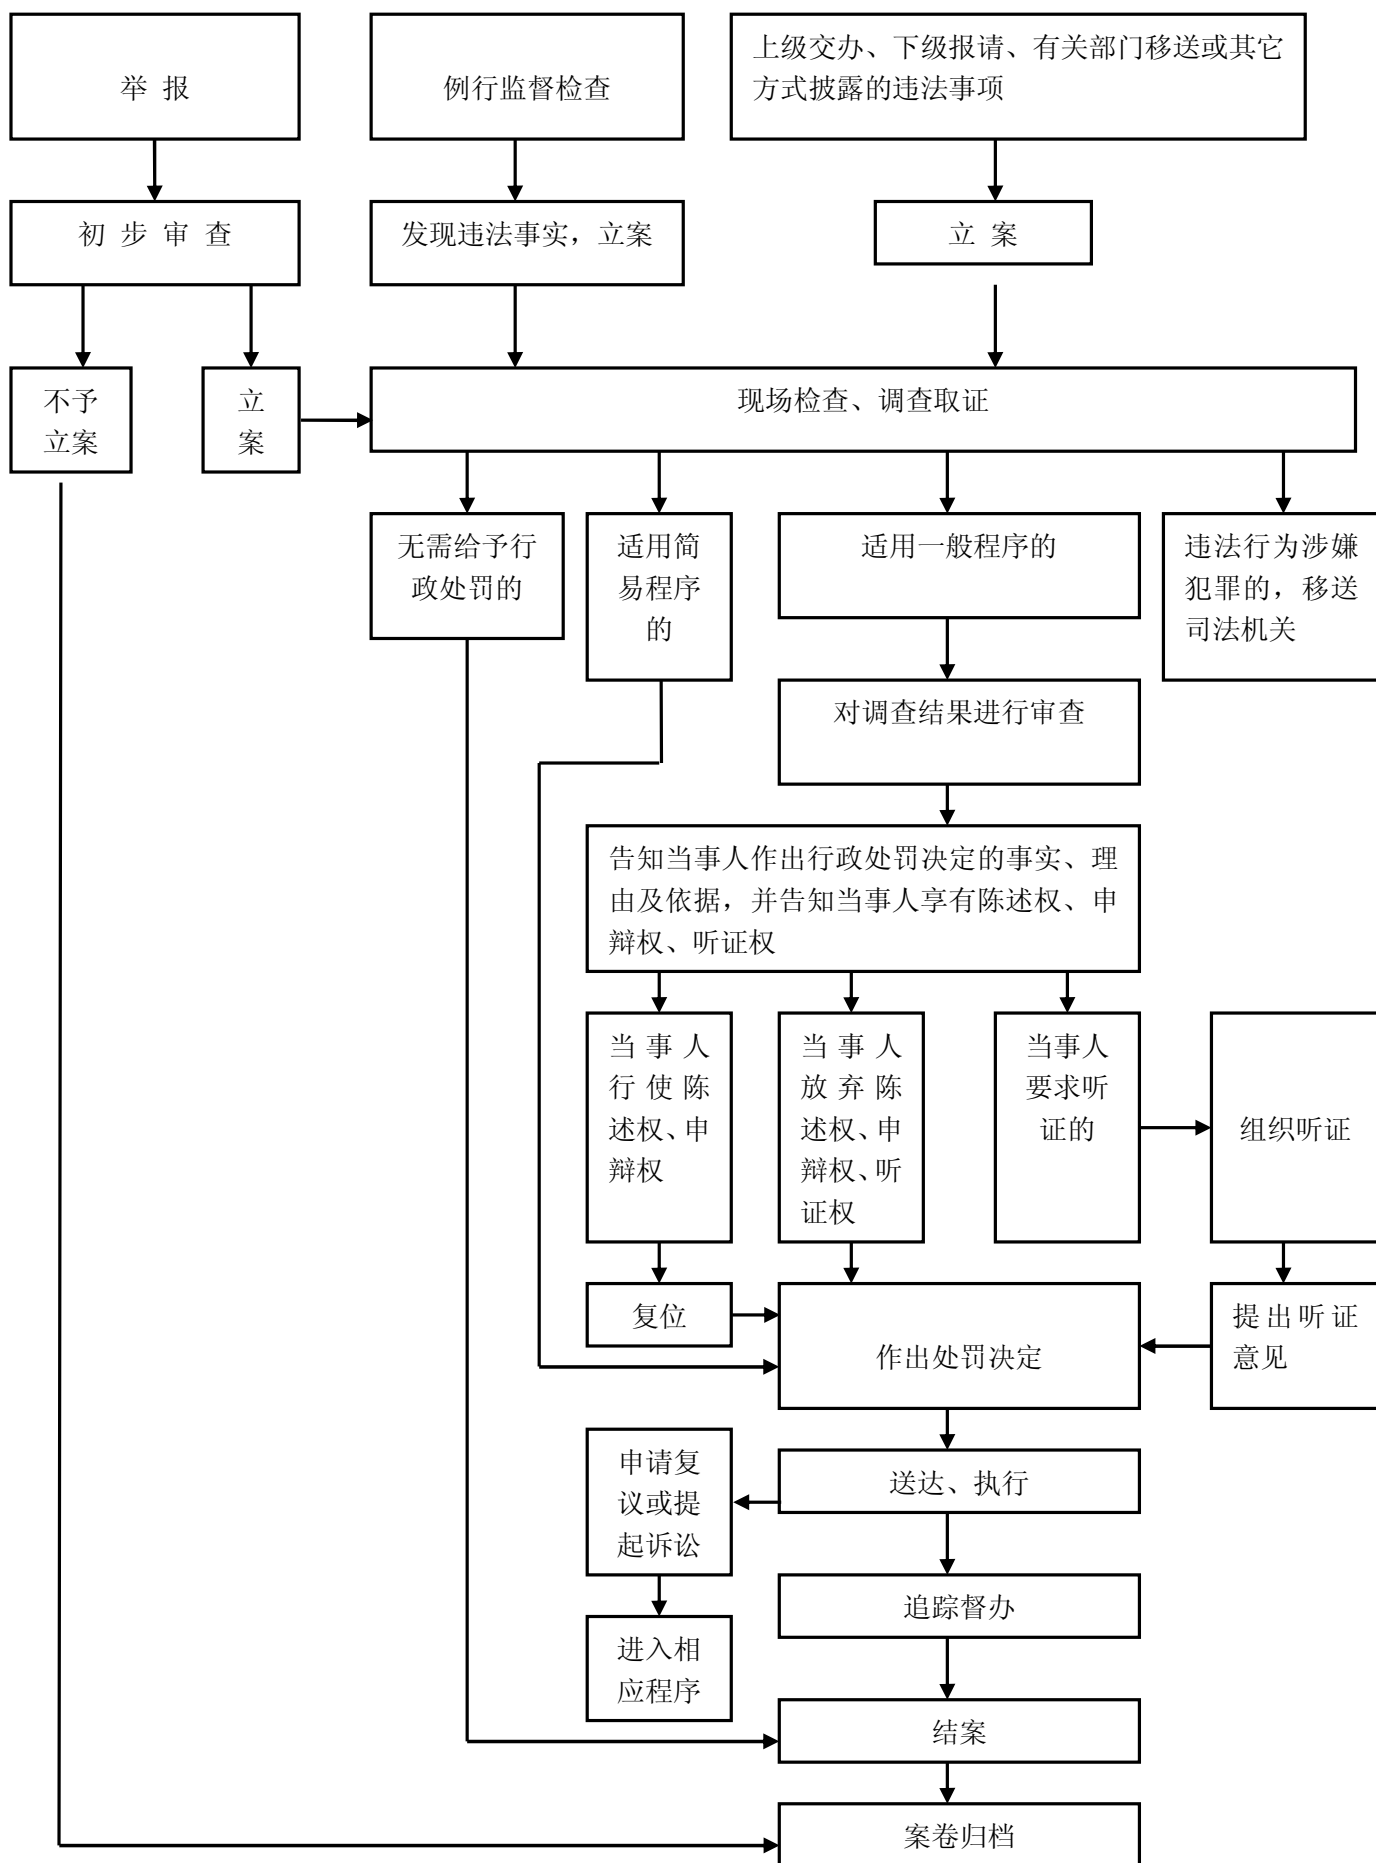 举 报
例行监督检查
上级交办、下级报请、有关部门移送或其它
方式披露的违法事项
初 步 审 查
发现违法事实，立案
立 案
不予
立案
立
案
现场检查、调查取证
无需给予行
政处罚的
适用简
易程序
的
适用一般程序的
违法行为涉嫌
犯罪的，移送
司法机关
对调查结果进行审查
告知当事人作出行政处罚决定的事实、理
由及依据，并告知当事人享有陈述权、申
辩权、听证权
当 事 人
行 使 陈
述权、申
辩权
当 事 人
放 弃 陈
述权、申
辩权、听
证权
当事人
要求听
证的
组织听证
复位
作出处罚决定
提出听证
意见
申请复
议或提
起诉讼
送达、执行
追踪督办
进入相
应程序
结案
案卷归档